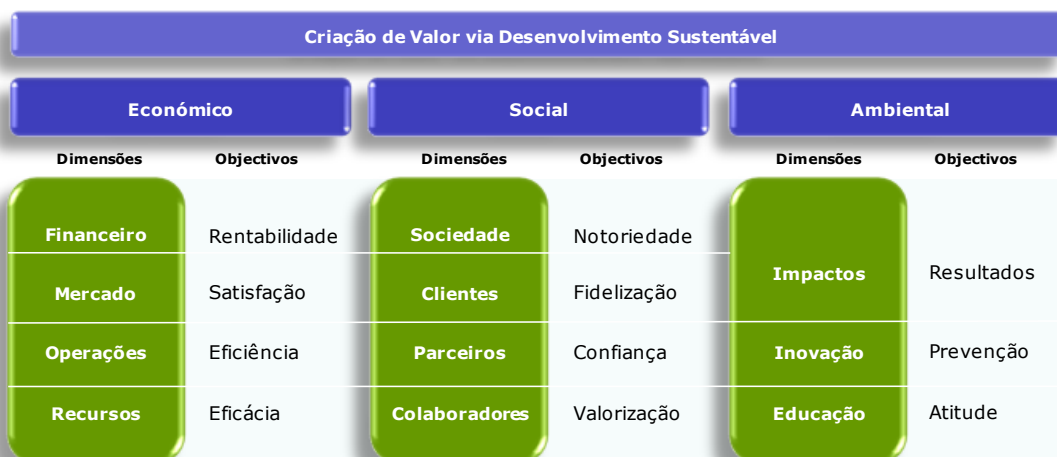 Criação de Valor via Desenvolvimento Sustentável
Económico Social Ambiental
Dimensões Objectivos Dimensões Objectivos Dimensões Objectivos
Financeiro Rentabilidade Sociedade Notoriedade
Impactos Resultados
Mercado Satisfação Clientes Fidelização
Operações Eficiência Parceiros Confiança Inovação Prevenção
Recursos Eficácia Colaboradores Valorização Educação Atitude